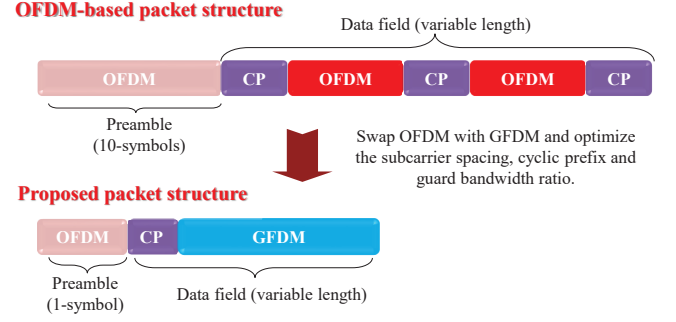 OFDM-based packet structure
Data field (variable length)
OFDM CP OFDM CP OFDM CP
Preamble
(10-symbols)
Swap OFDM with GFDM and optimize
the subcarrier spacing, cyclic prefix and
guard bandwidth ratio.
Proposed packet structure
OFDM CP GFDM
Preamble
(1-symbol)
Data field (variable length)